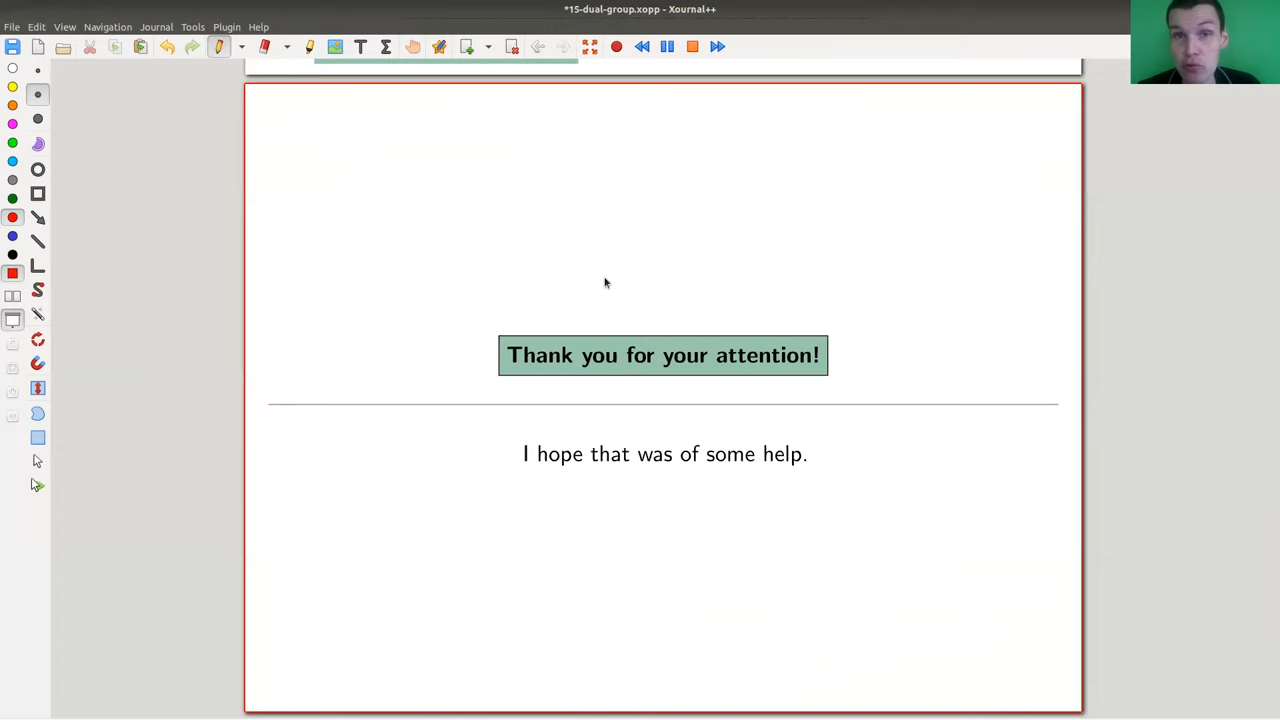 *15-dual-group.xopp - Xournal++
File Edit View Navigation Journal Tools Plugin Help
Thank you for your attention!
I hope that was of some help.